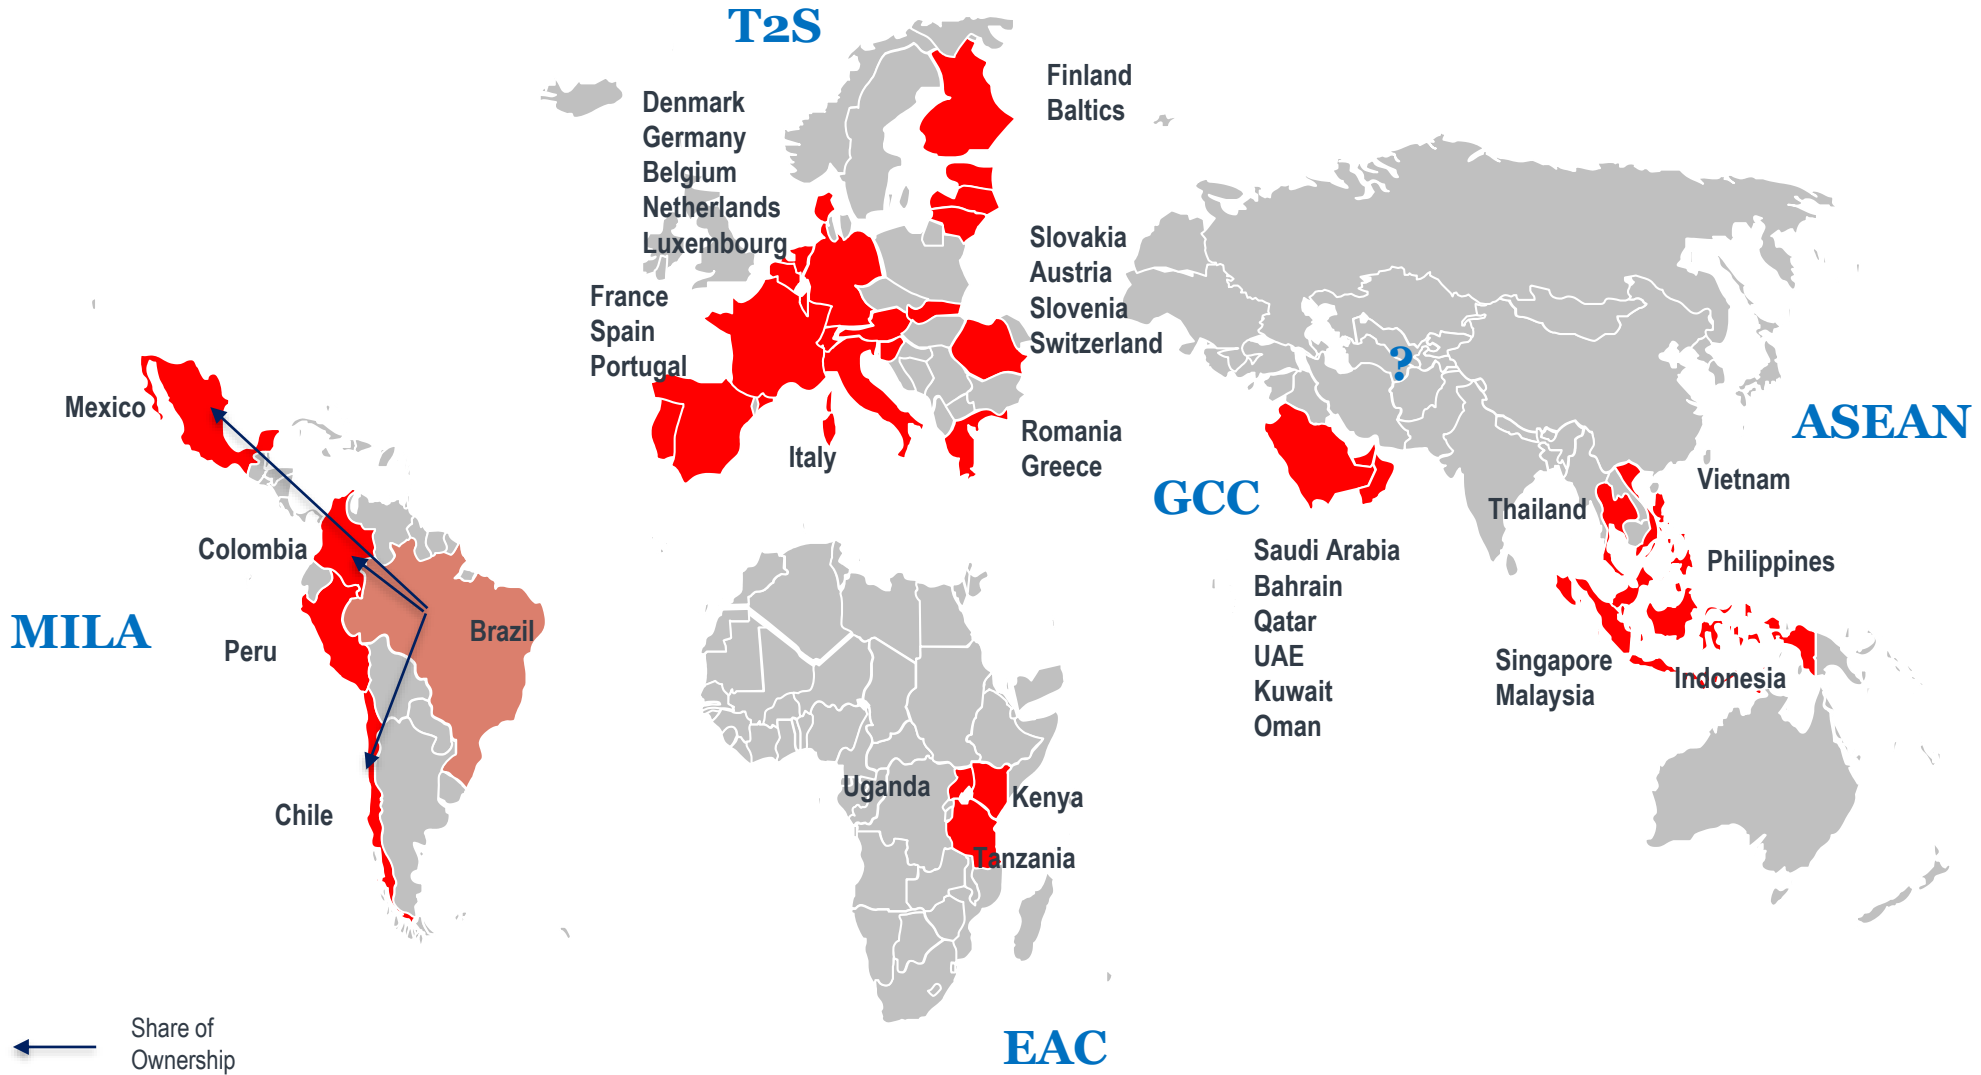 T2S
Finland
Baltics
Denmark
Germany
Belgium
Netherlands
Luxembourg
Slovakia
Austria
Slovenia
Switzerland
France
Spain
Portugal
?
Mexico
ASEAN
Romania
Greece
Italy
Vietnam
GCC
Thailand
Colombia
Saudi Arabia
Bahrain
Qatar
UAE
Kuwait
Oman
Philippines
MILA
Brazil
Peru
Singapore
Malaysia
Indonesia
Uganda
Kenya
Chile
Tanzania
Share of
Ownership
EAC